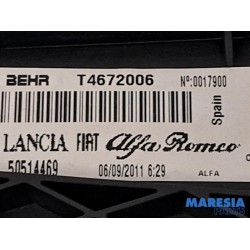 BEHR T4672006 Nº:0017900
Spain
LANCIA FIAT Alfa Romeo
50514469 06/09/2011 6:29 ALFA
MARESIA